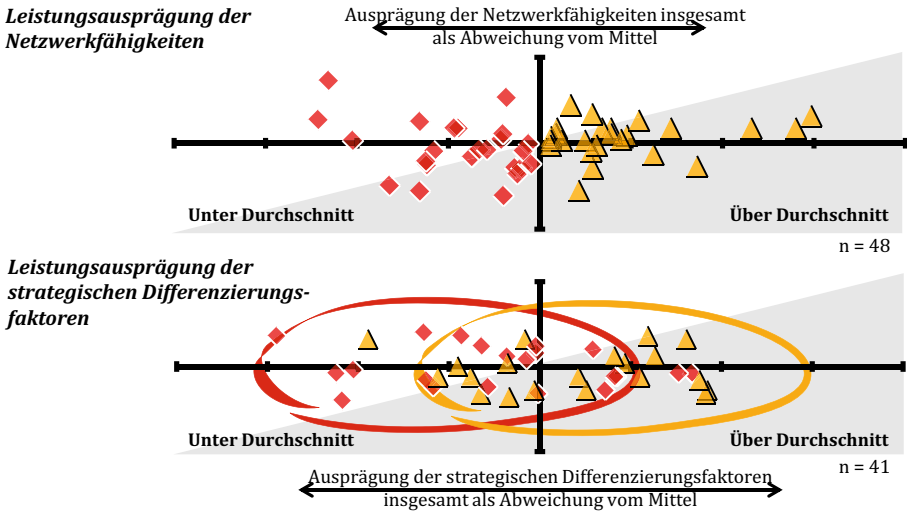 Leistungsausprägung der
Netzwerkfähigkeiten
Ausprägung der Netzwerkfähigkeiten insgesamt
als Abweichung vom Mittel
Unter Durchschnitt
Über Durchschnitt
n = 48
Leistungsausprägung der
strategischen Differenzierungs-
faktoren
Unter Durchschnitt
Über Durchschnitt
n = 41
Ausprägung der strategischen Differenzierungsfaktoren
insgesamt als Abweichung vom Mittel